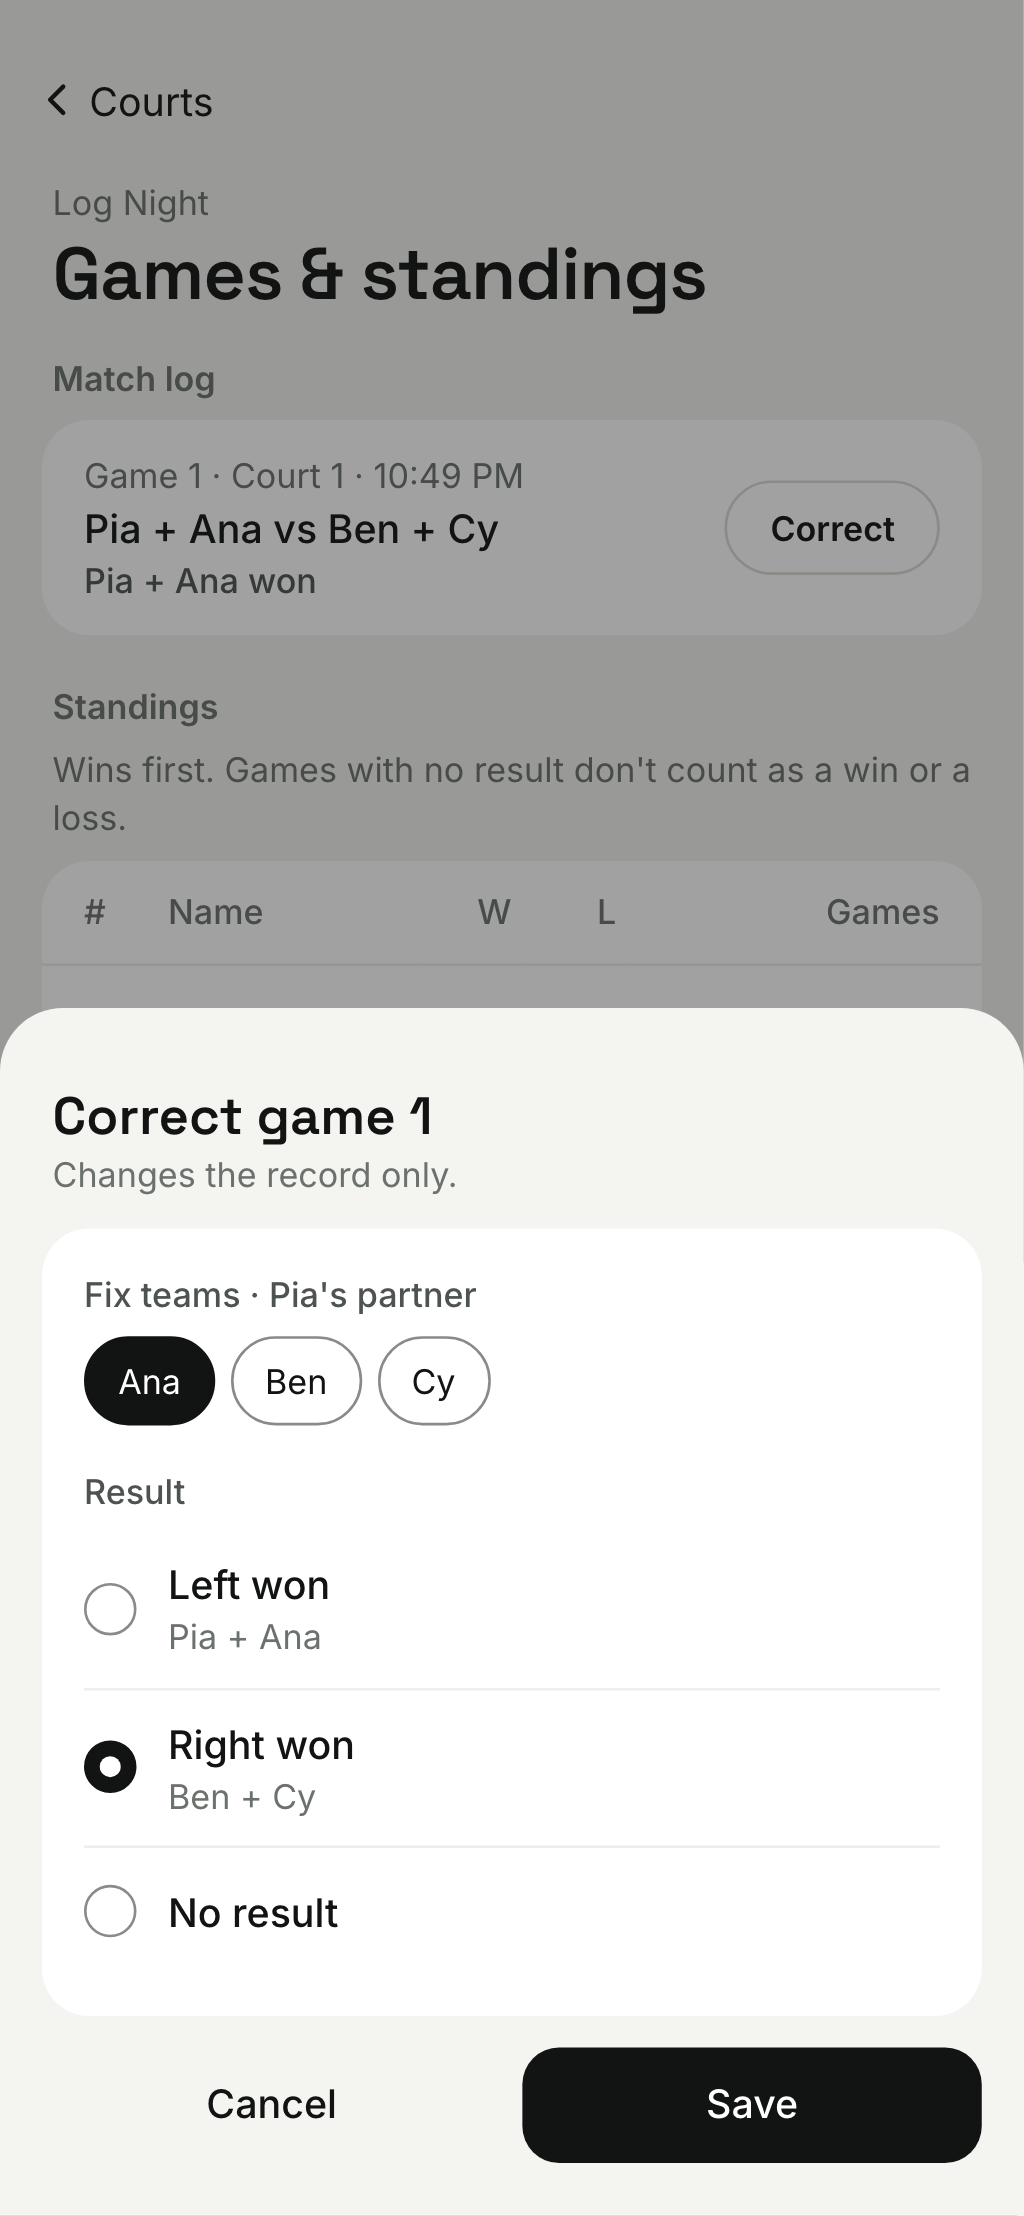 Courts
Log Night
Games & standings
Match log
Game 1 · Court 1 · 10:49 PM
Pia + Ana vs Ben + Cy
Pia + Ana won
Correct
Standings
Wins first. Games with no result don't count as a win or a
loss.
# Name W L Games
Correct game 1
Changes the record only.
Fix teams · Pia's partner
Ana Ben Cy
Result
Left won
Pia + Ana
Right won
Ben + Cy
No result
Cancel Save